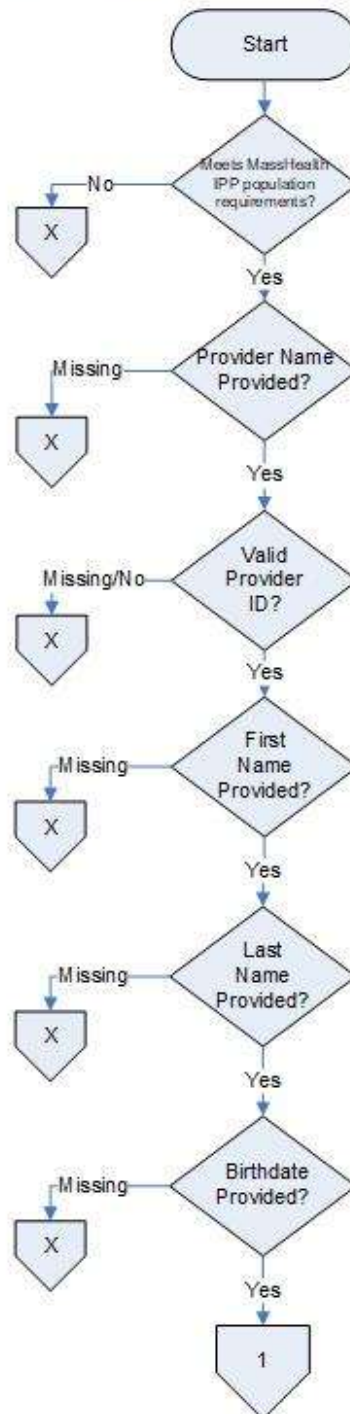 Start
Meets MassHealth
IPP population
requirements?
No
X
Yes
Provider Name
Provided?
Missing
X
Yes
Valid
Provider
ID?
Missing/No
X
Yes
First
Name
Provided?
Missing
X
Yes
Last
Name
Provided?
Missing
X
Yes
Birthdate
Provided?
Missing
X
Yes
1